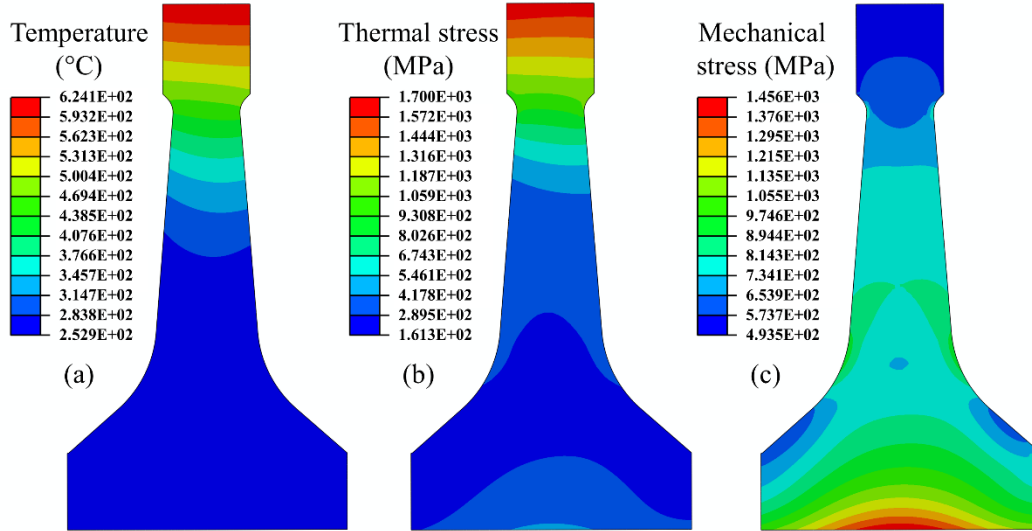 Temperature
(°C)
6.241E+02
5.932E+02
5.623E+02
5.313E+02
5.004E+02
4.694E+02
4.385E+02
4.076E+02
3.766E+02
3.457E+02
3.147E+02
2.838E+02
2.529E+02
(a)
Thermal stress
(MPa)
1.700E+03
1.572E+03
1.444E+03
1.316E+03
1.187E+03
1.059E+03
9.308E+02
8.026E+02
6.743E+02
5.461E+02
4.178E+02
2.895E+02
1.613E+02
(b)
Mechanical
stress (MPa)
1.456E+03
1.376E+03
1.295E+03
1.215E+03
1.135E+03
1.055E+03
9.746E+02
8.944E+02
8.143E+02
7.341E+02
6.539E+02
5.737E+02
4.935E+02
(c)